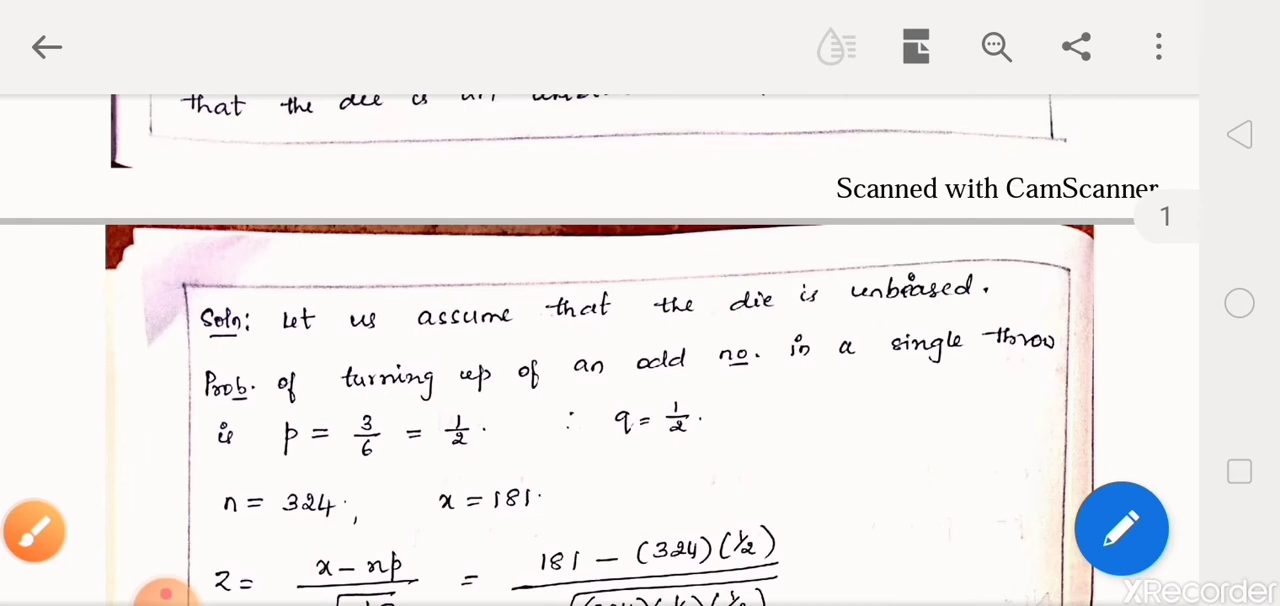 that the die is
Scanned with CamScanner
1
Soln: Let us assume that the die is unbiased.
Prob. of turning up of an odd no. in a single throw
is p = 3/6 = 1/2 . ∴ q = 1/2 .
n = 324 , x = 181.
Z = x - np / = 181 - (324)(1/2) /
XRecorder